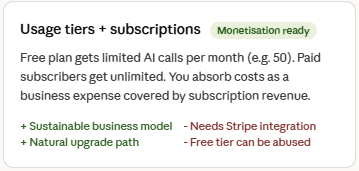 Usage tiers + subscriptions Monetisation ready
Free plan gets limited AI calls per month (e.g. 50). Paid
subscribers get unlimited. You absorb costs as a
business expense covered by subscription revenue.
+ Sustainable business model - Needs Stripe integration
+ Natural upgrade path - Free tier can be abused